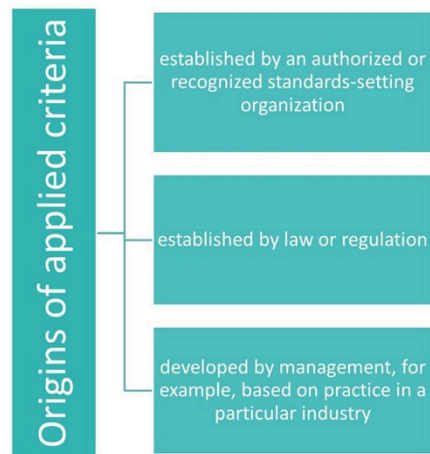 Origins of applied criteria
established by an authorized or
recognized standards-setting
organization
established by law or regulation
developed by management, for
example, based on practice in a
particular industry